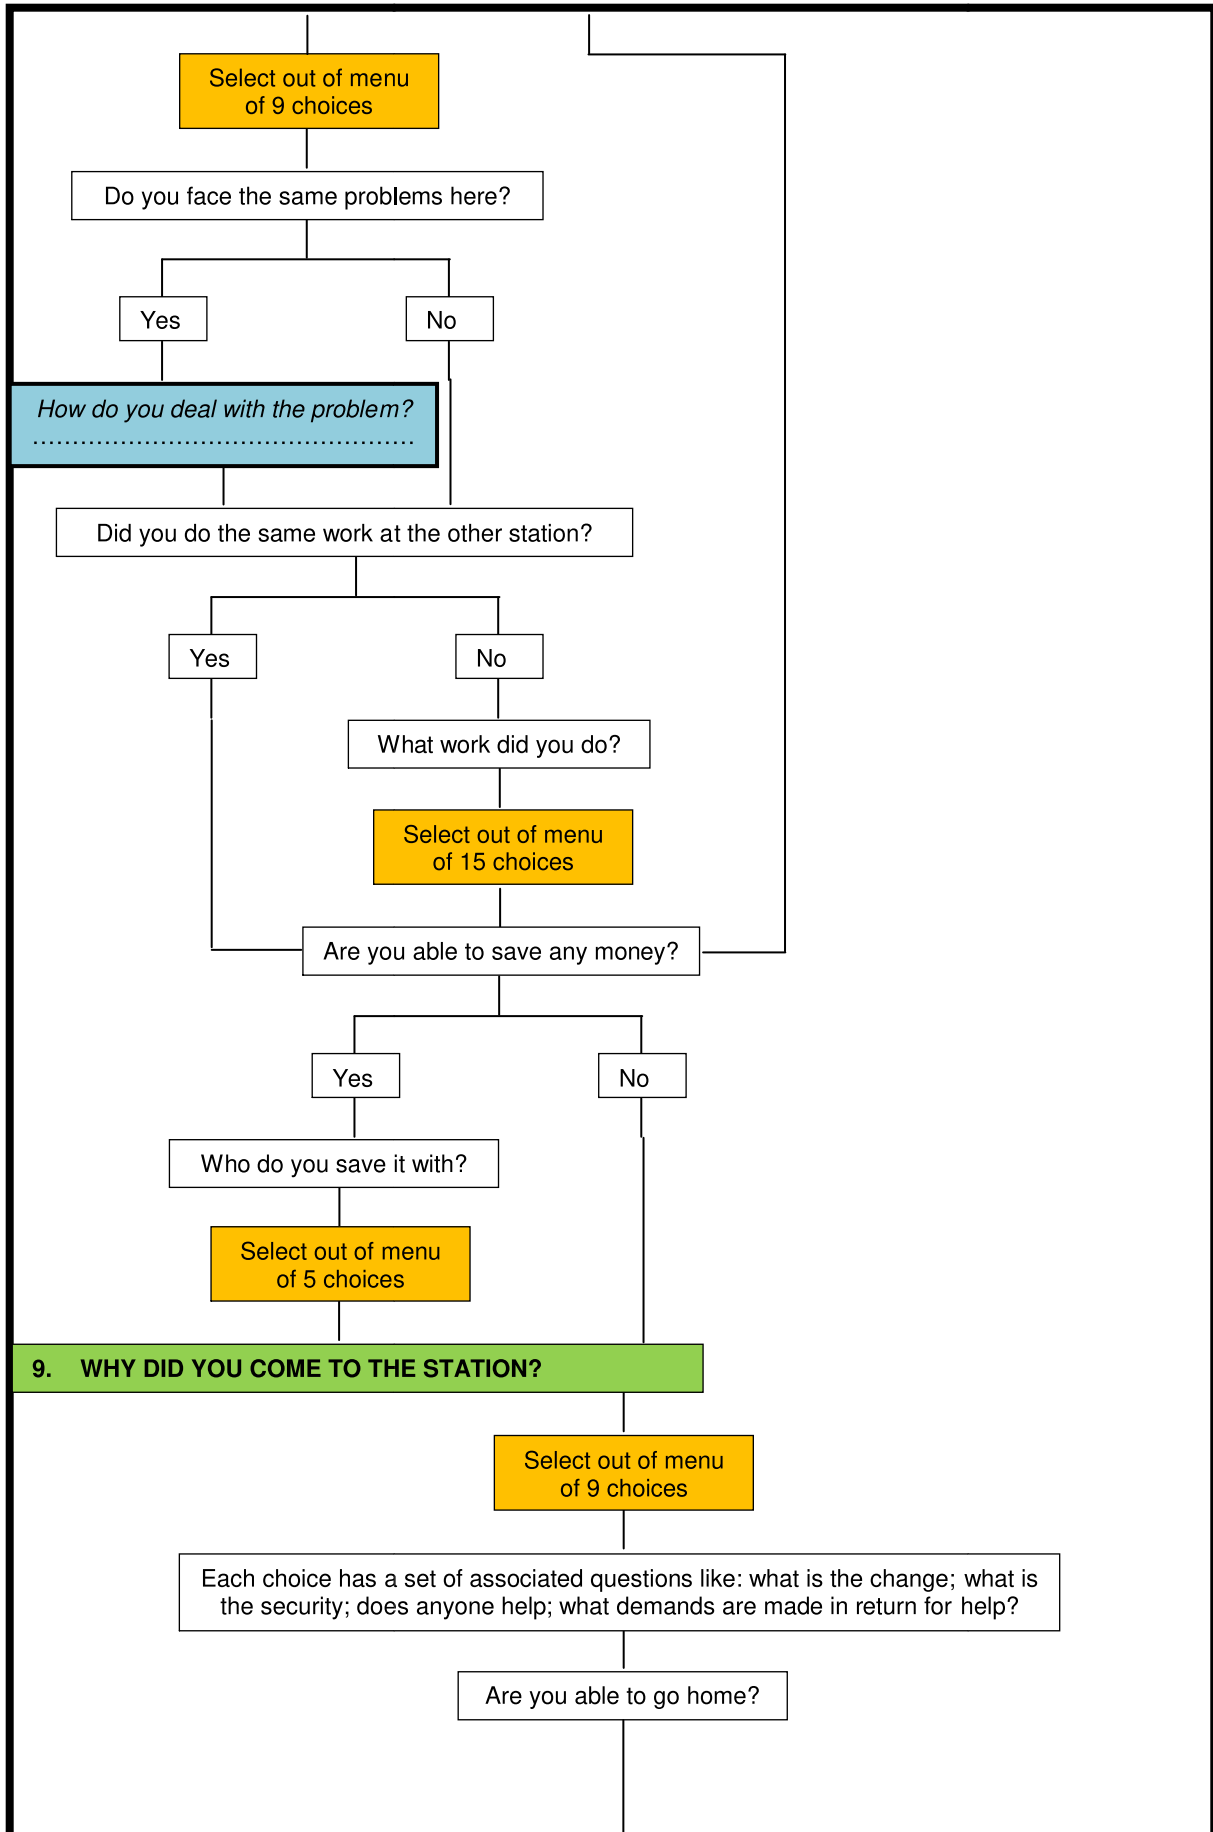 Select out of menu
of 9 choices
Do you face the same problems here?
Yes
No
How do you deal with the problem?
................................................
Did you do the same work at the other station?
Yes
No
What work did you do?
Select out of menu
of 15 choices
Are you able to save any money?
Yes
No
Who do you save it with?
Select out of menu
of 5 choices
9. WHY DID YOU COME TO THE STATION?
Select out of menu
of 9 choices
Each choice has a set of associated questions like: what is the change; what is
the security; does anyone help; what demands are made in return for help?
Are you able to go home?